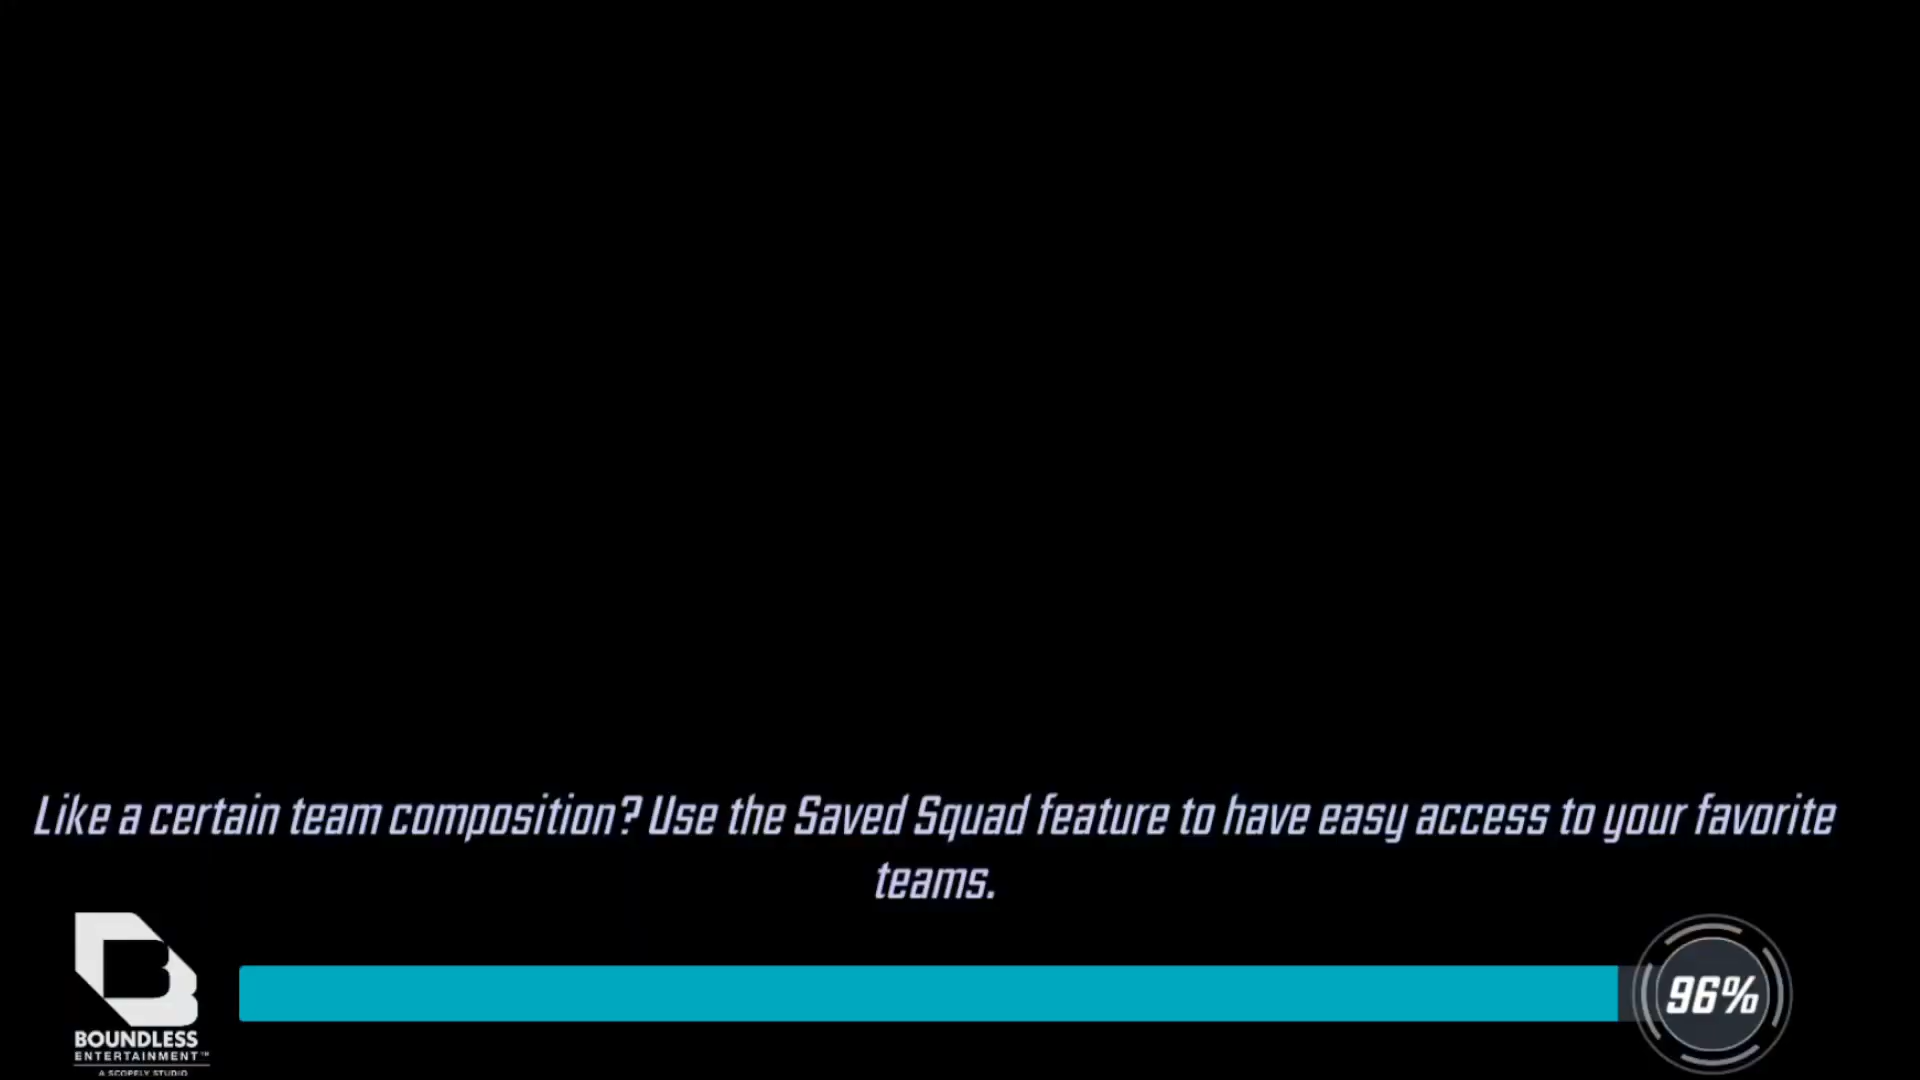 Like a certain team composition? Use the Saved Squad feature to have easy access to your favorite
teams.
96%
BOUNDLESS
ENTERTAINMENT™
A SCOPELY STUDIO